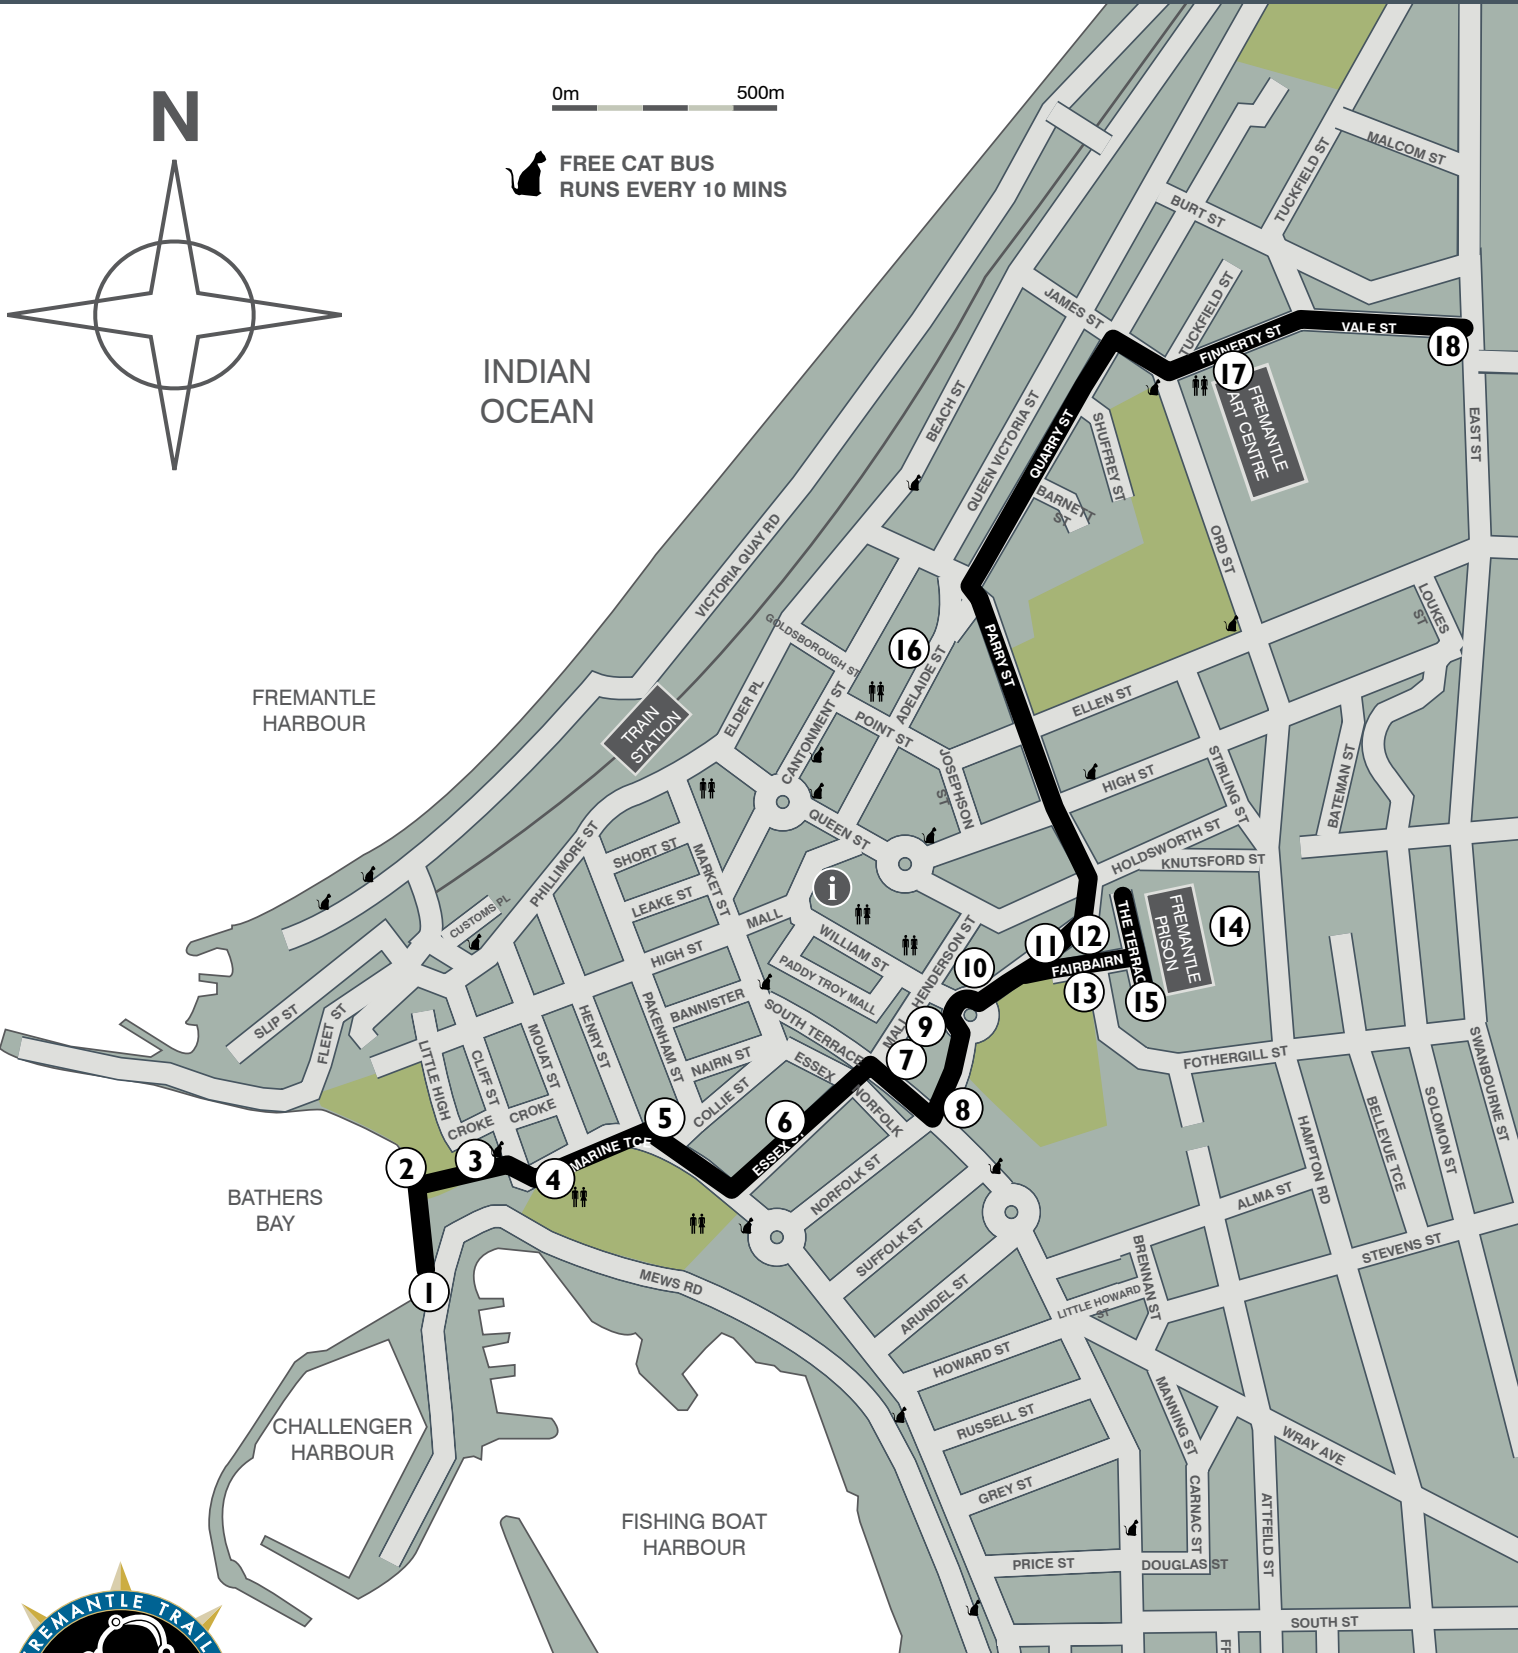 N
0m 500m
FREE CAT BUS
RUNS EVERY 10 MINS
INDIAN
OCEAN
FREMANTLE
HARBOUR
BATHERS
BAY
CHALLENGER
HARBOUR
FISHING BOAT
HARBOUR
MALCOM ST
TUCKFIELD ST
BURT ST
JAMES ST
TUCKFIELD ST
FINNERTY ST
VALE ST
18
17
FREMANTLE
ART CENTRE
EAST ST
BEACH ST
QUEEN VICTORIA ST
QUARRY ST
SHUFFREY ST
BARNETT
ST
ORD ST
VICTORIA QUAY RD
GOLDSBOROUGH ST
16
PARRY ST
LOUKES
ST
ADELAIDE ST
ELLEN ST
TRAIN
STATION
ELDER PL
CANTONMENT ST
POINT ST
JOSEPHSON
ST
HIGH ST
STIRLING ST
BATEMAN ST
QUEEN ST
HOLDSWORTH ST
KNUTSFORD ST
PHILLIMORE ST
SHORT ST
MARKET ST
LEAKE ST
i
MALL
HIGH ST
WILLIAM ST
PADDY TROY MALL
HENDERSON ST
MALL
CUSTOMS PL
THE TERRAC
FREMANTLE
PRISON
14
11
12
10
FAIRBAIRN
13
15
9
7
8
SLIP ST
FLEET ST
LITTLE HIGH
CLIFF ST
MOUAT ST
HENRY ST
PAKENHAM ST
BANNISTER
NAIRN ST
COLLIE ST
SOUTH TERRACE
ESSEX
NORFOLK
CROKE
CROKE
5
6
2
3
4
MARINE TCE
ESSEX ST
1
NORFOLK ST
SUFFOLK ST
ARUNDEL ST
MEWS RD
FOTHERGILL ST
HAMPTON RD
BELLEVUE TCE
SOLOMON ST
SWANBOURNE ST
ALMA ST
STEVENS ST
BRENNAN ST
LITTLE HOWARD
ST
HOWARD ST
RUSSELL ST
GREY ST
MANNING ST
WRAY AVE
CARNAC ST
ATTFEILD ST
PRICE ST
DOUGLAS ST
SOUTH ST
FREMANTLE TRAIL